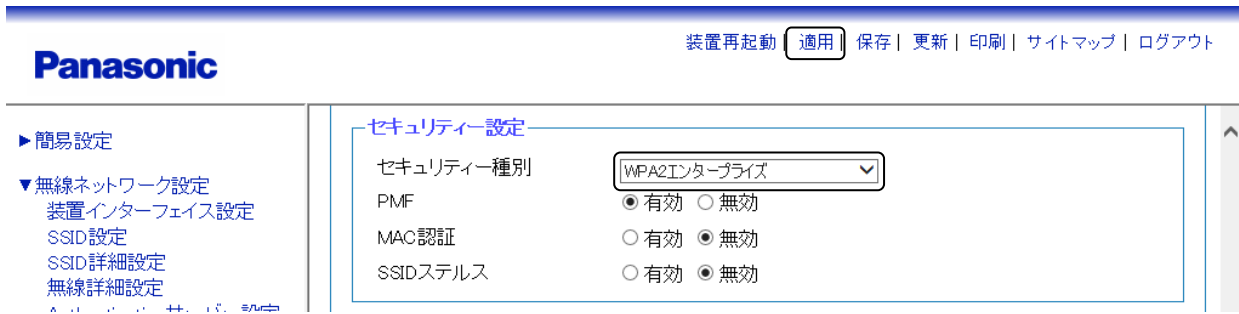 装置再起動 | 適用 | 保存 | 更新 | 印刷 | サイトマップ | ログアウト
Panasonic
▶簡易設定
▼無線ネットワーク設定
装置インターフェイス設定
SSID設定
SSID詳細設定
無線詳細設定
セキュリティー設定
セキュリティー種別 WPA2エンタープライズ
PMF 有効 無効
MAC認証 有効 無効
SSIDステルス 有効 無効